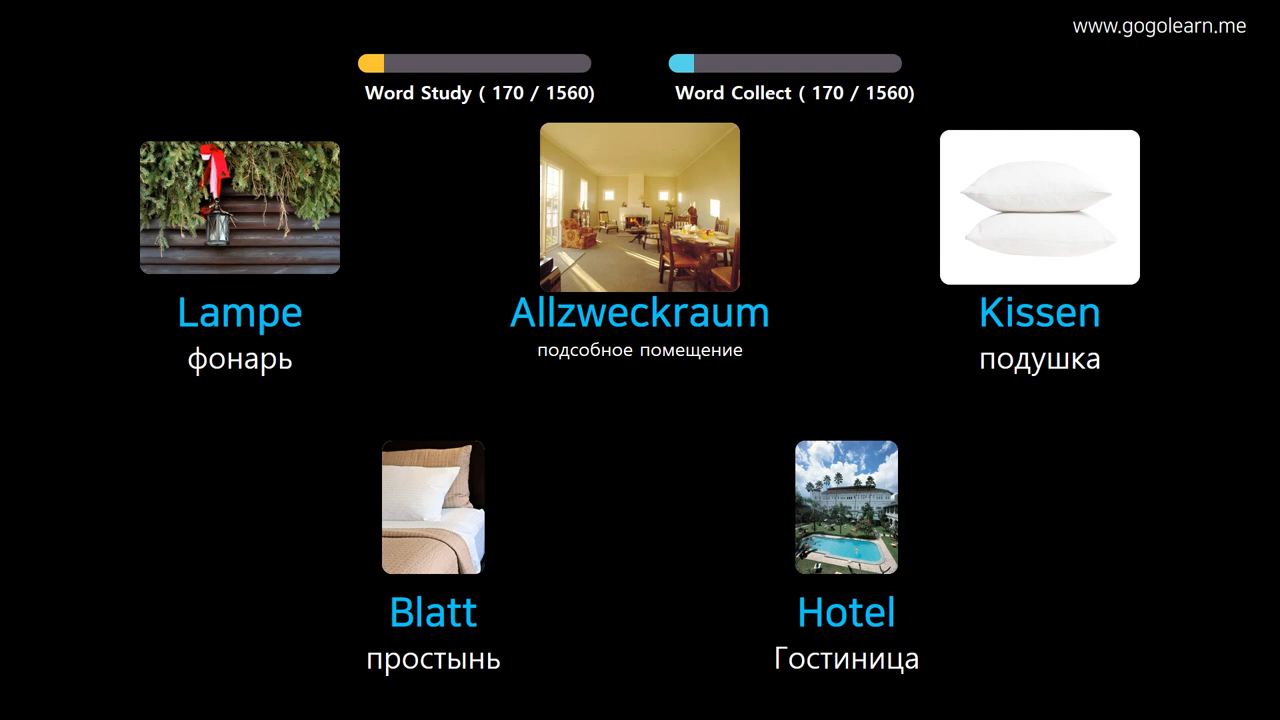 www.gogolearn.me
Word Study ( 170 / 1560)
Word Collect ( 170 / 1560)
Lampe
фонарь
Allzweckraum
подсобное помещение
Kissen
подушка
Blatt
простынь
Hotel
Гостиница